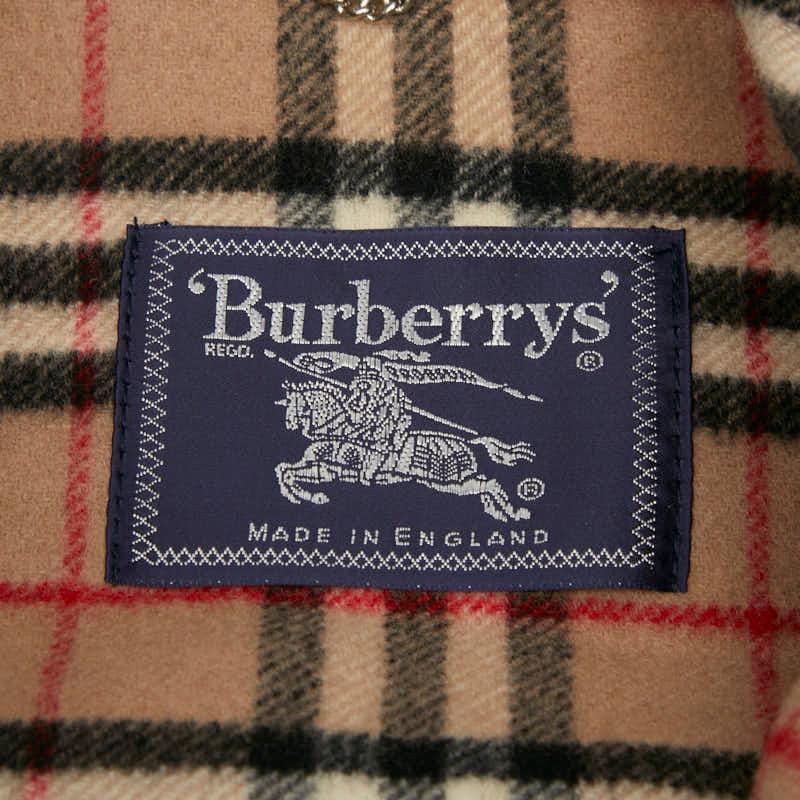 ‘Burberrys’
REGD. ®
®
MADE IN ENGLAND